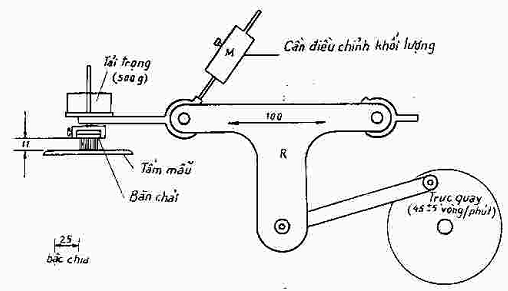 M
Cần điều chỉnh khối lượng
Tải trọng
(500g)
100
R
11
Tấm mẫu
Bàn chải
Trục quay
(45±5 vòng/phút)
25
bậc chia